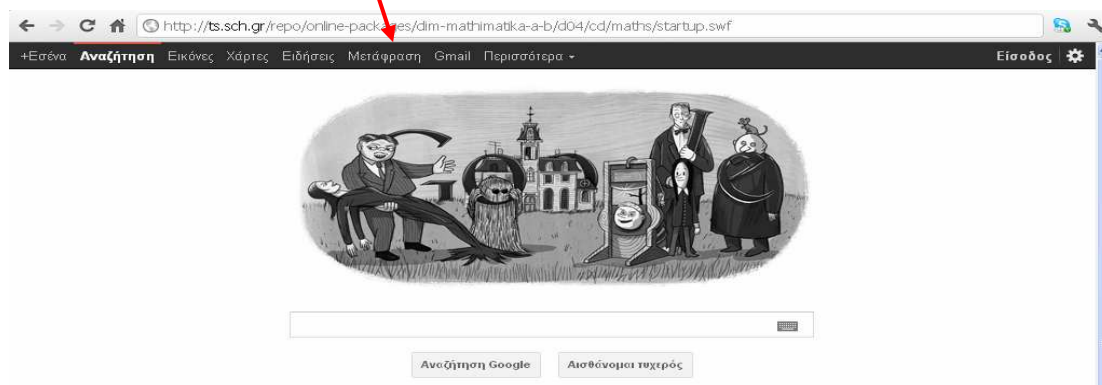 http://ts.sch.gr/repo/online-packages/dim-mathimatika-a-b/d04/cd/maths/startup.swf
+Εσένα Αναζήτηση Εικόνες Χάρτες Ειδήσεις Μετάφραση Gmail Περισσότερα Είσοδος
Αναζήτηση Google Αισθάνομαι τυχερός